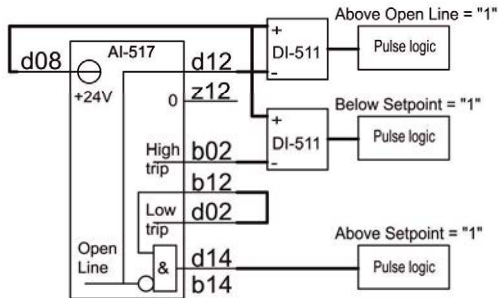 Above Open Line = "1"
AI-517
+
DI-511
-
Pulse logic
d08
d12
+24V
z12
0
Below Setpoint = "1"
+
DI-511
-
Pulse logic
High
trip
b02
b12
Low
trip
d02
Above Setpoint = "1"
Open
Line
&
d14
b14
Pulse logic